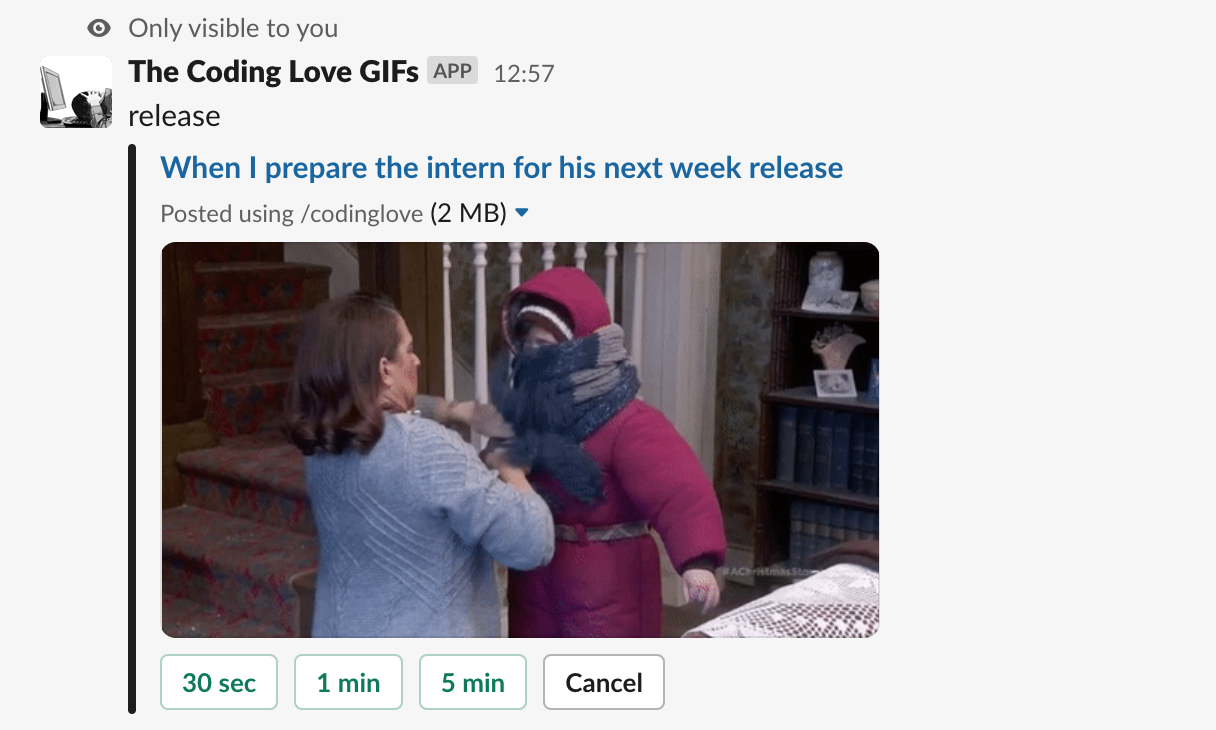 Only visible to you
The Coding Love GIFs APP 12:57
release
When I prepare the intern for his next week release
Posted using /codinglove (2 MB)
#AChristmasSto
30 sec 1 min 5 min Cancel